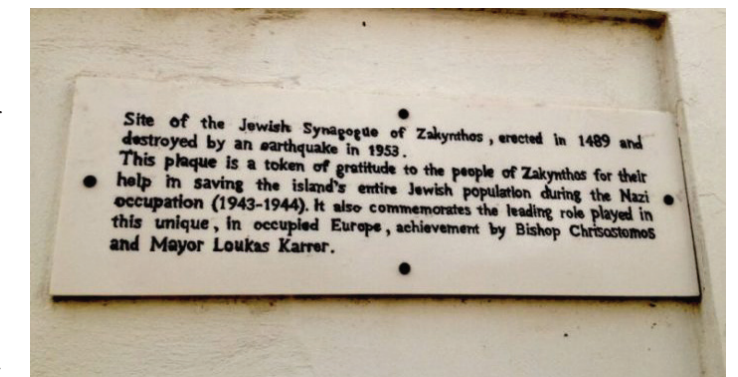 Site of the Jewish Synagogue of Zakynthos, erected in 1489 and
destroyed by an earthquake in 1953.
This plaque is a token of gratitude to the people of Zakynthos for their
help in saving the island's entire Jewish population during the Nazi
occupation (1943-1944). It also commemorates the leading role played in
this unique, in occupied Europe, achievement by Bishop Chrisostomos
and Mayor Loukas Karrer.